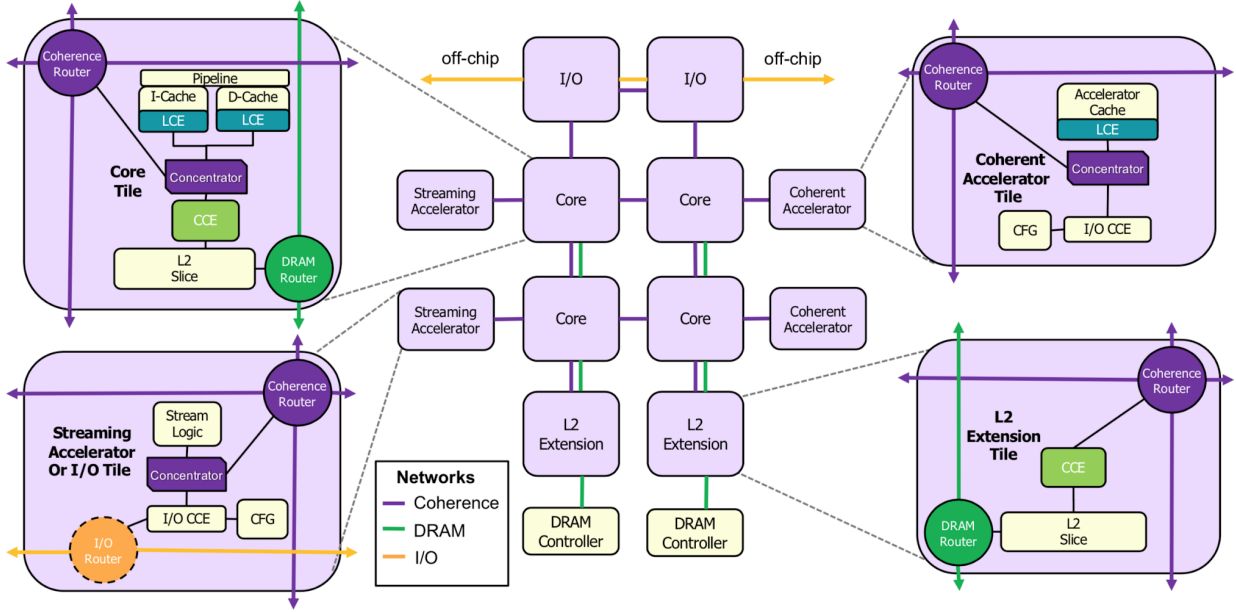 Coherence
Router
Pipeline
I-Cache
D-Cache
LCE
LCE
Core
Tile
Concentrator
CCE
L2
Slice
DRAM
Router
off-chip
I/O
I/O
off-chip
Streaming
Accelerator
Core
Core
Coherent
Accelerator
Streaming
Accelerator
Core
Core
Coherent
Accelerator
L2
Extension
L2
Extension
DRAM
Controller
DRAM
Controller
Coherence
Router
Accelerator
Cache
LCE
Coherent
Accelerator
Tile
Concentrator
CFG
I/O CCE
Coherence
Router
Stream
Logic
Streaming
Accelerator
Or I/O Tile
Concentrator
I/O CCE
CFG
I/O
Router
Networks
Coherence
DRAM
I/O
Coherence
Router
L2
Extension
Tile
CCE
DRAM
Router
L2
Slice